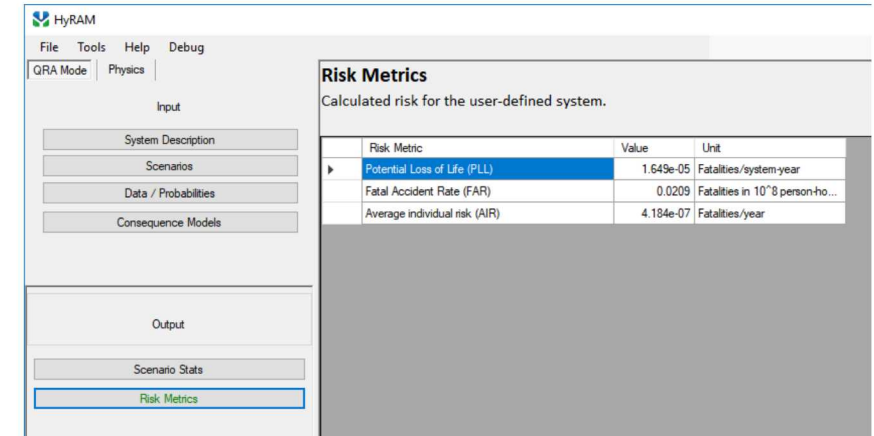 HyRAM
File Tools Help Debug
QRA Mode Physics
Input
System Description
Scenarios
Data / Probabilities
Consequence Models
Output
Scenario Stats
Risk Metrics
Risk Metrics
Calculated risk for the user-defined system.
Risk Metric Value Unit
Potential Loss of Life (PLL) 1.649e-05 Fatalities/system-year
Fatal Accident Rate (FAR) 0.0209 Fatalities in 10^8 person-ho...
Average individual risk (AIR) 4.184e-07 Fatalities/year